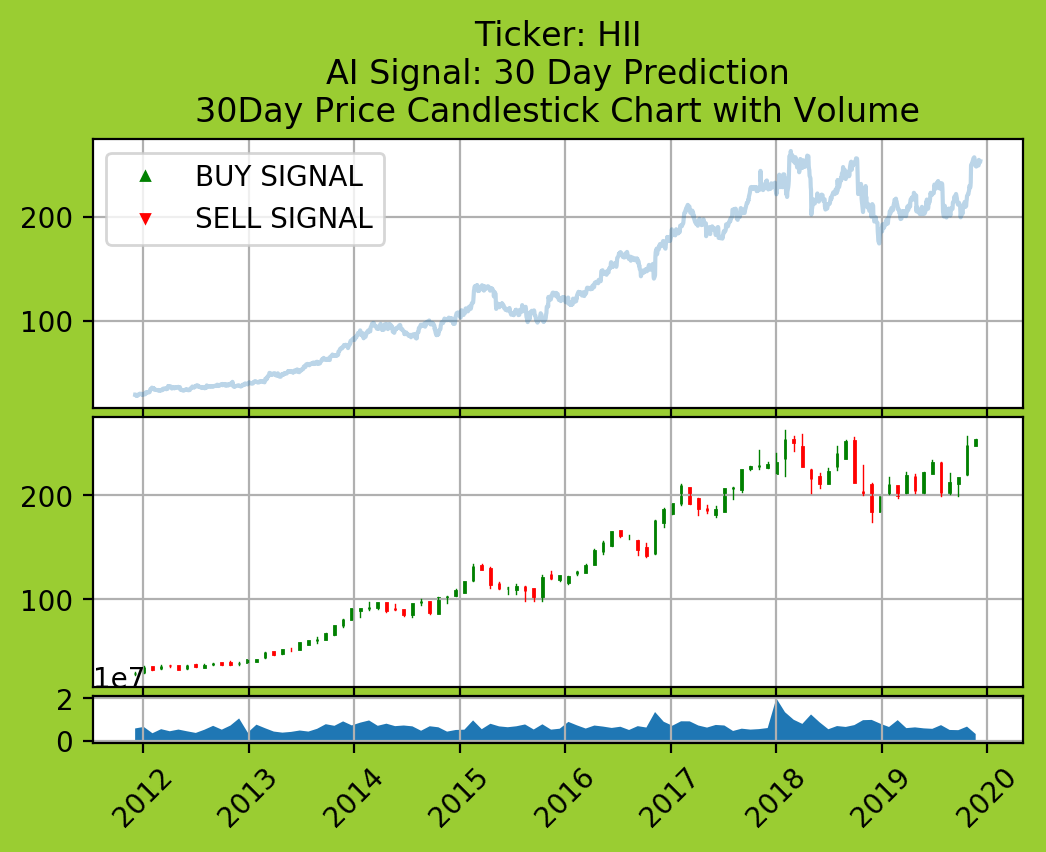 Ticker: HII
AI Signal: 30 Day Prediction
30Day Price Candlestick Chart with Volume
BUY SIGNAL
SELL SIGNAL
200
100
200
100
1e7
2
0
2012
2013
2014
2015
2016
2017
2018
2019
2020